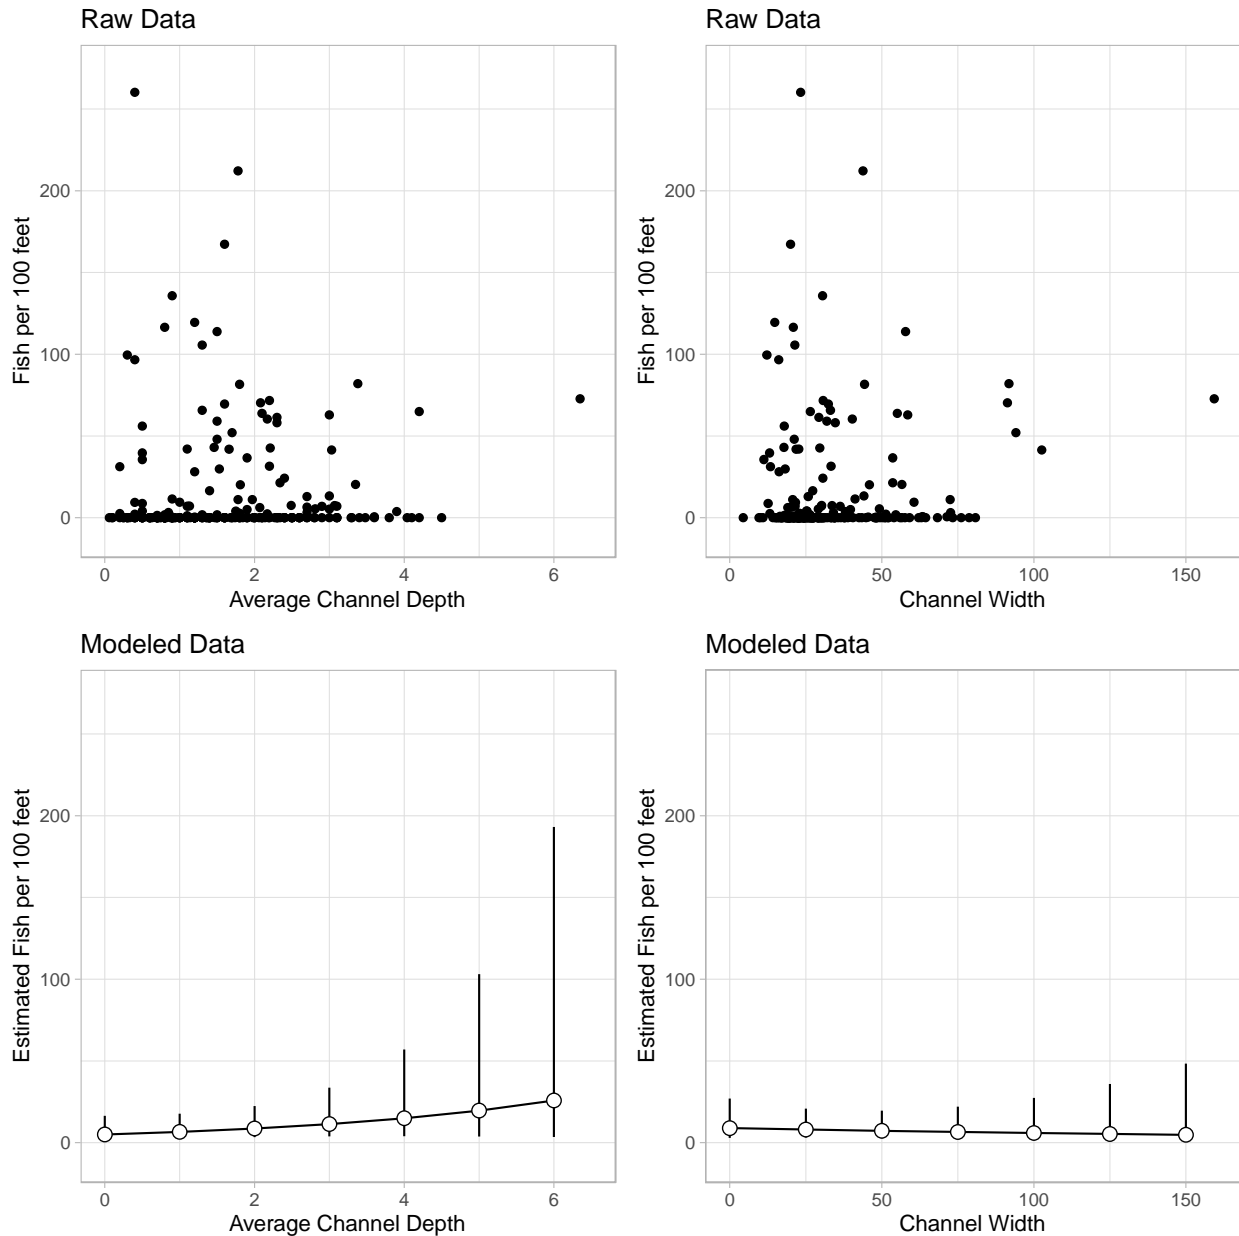 Raw Data
Fish per 100 feet
200
100
0
0 2 4 6
Average Channel Depth
Raw Data
Fish per 100 feet
200
100
0
0 50 100 150
Channel Width
Modeled Data
Estimated Fish per 100 feet
200
100
0
0 2 4 6
Average Channel Depth
Modeled Data
Estimated Fish per 100 feet
200
100
0
0 50 100 150
Channel Width